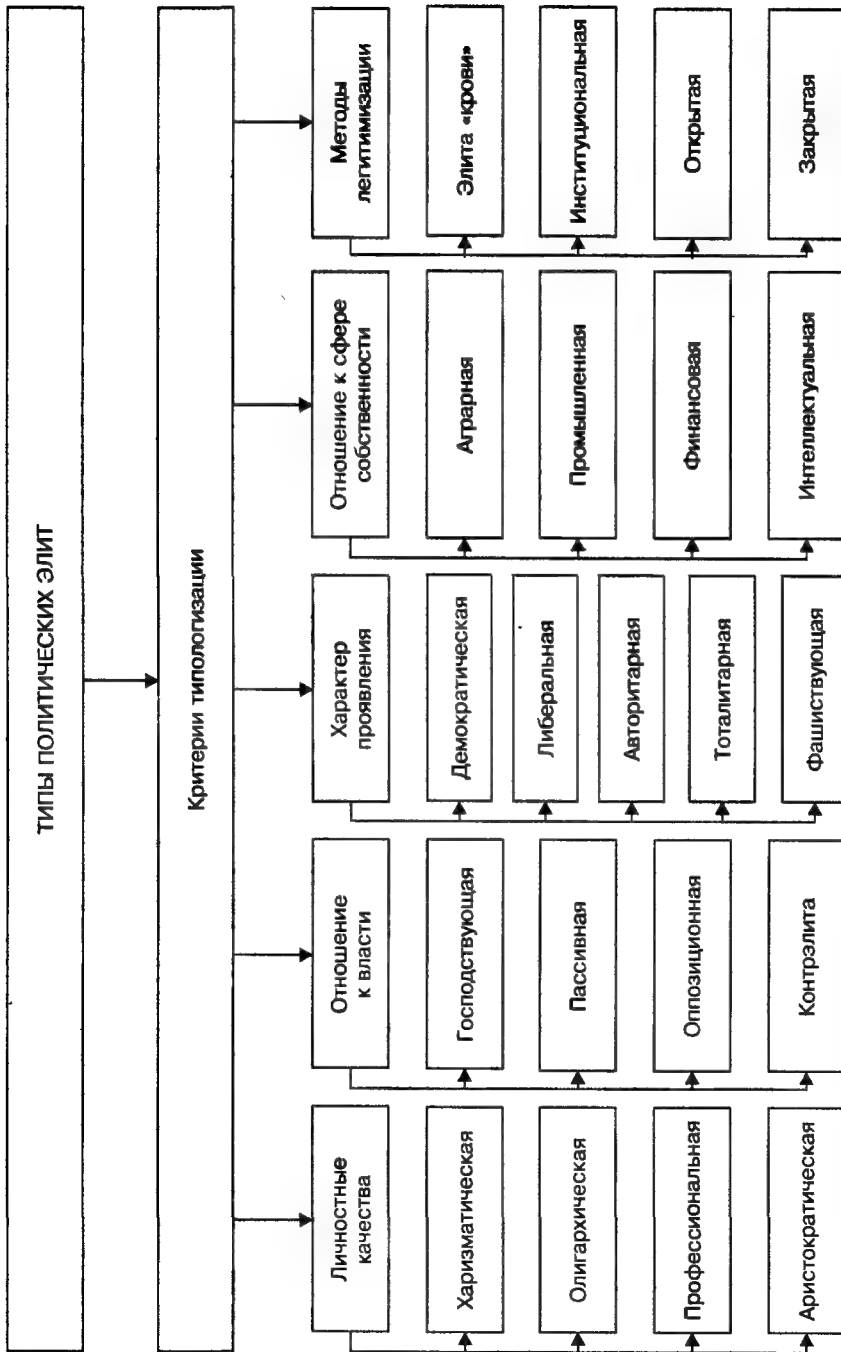 ТИПЫ ПОЛИТИЧЕСКИХ ЭЛИТ
Критерии типологизации
Личностные
качества
Харизматическая
Олигархическая
Профессиональная
Аристократическая
Отношение
к власти
Господствующая
Пассивная
Оппозиционная
Контрэлита
Характер
проявления
Демократическая
Либеральная
Авторитарная
Тоталитарная
Фашиствующая
Отношение к сфере
собственности
Аграрная
Промышленная
Финансовая
Интеллектуальная
Методы
легитимизации
Элита «крови»
Институциональная
Открытая
Закрытая